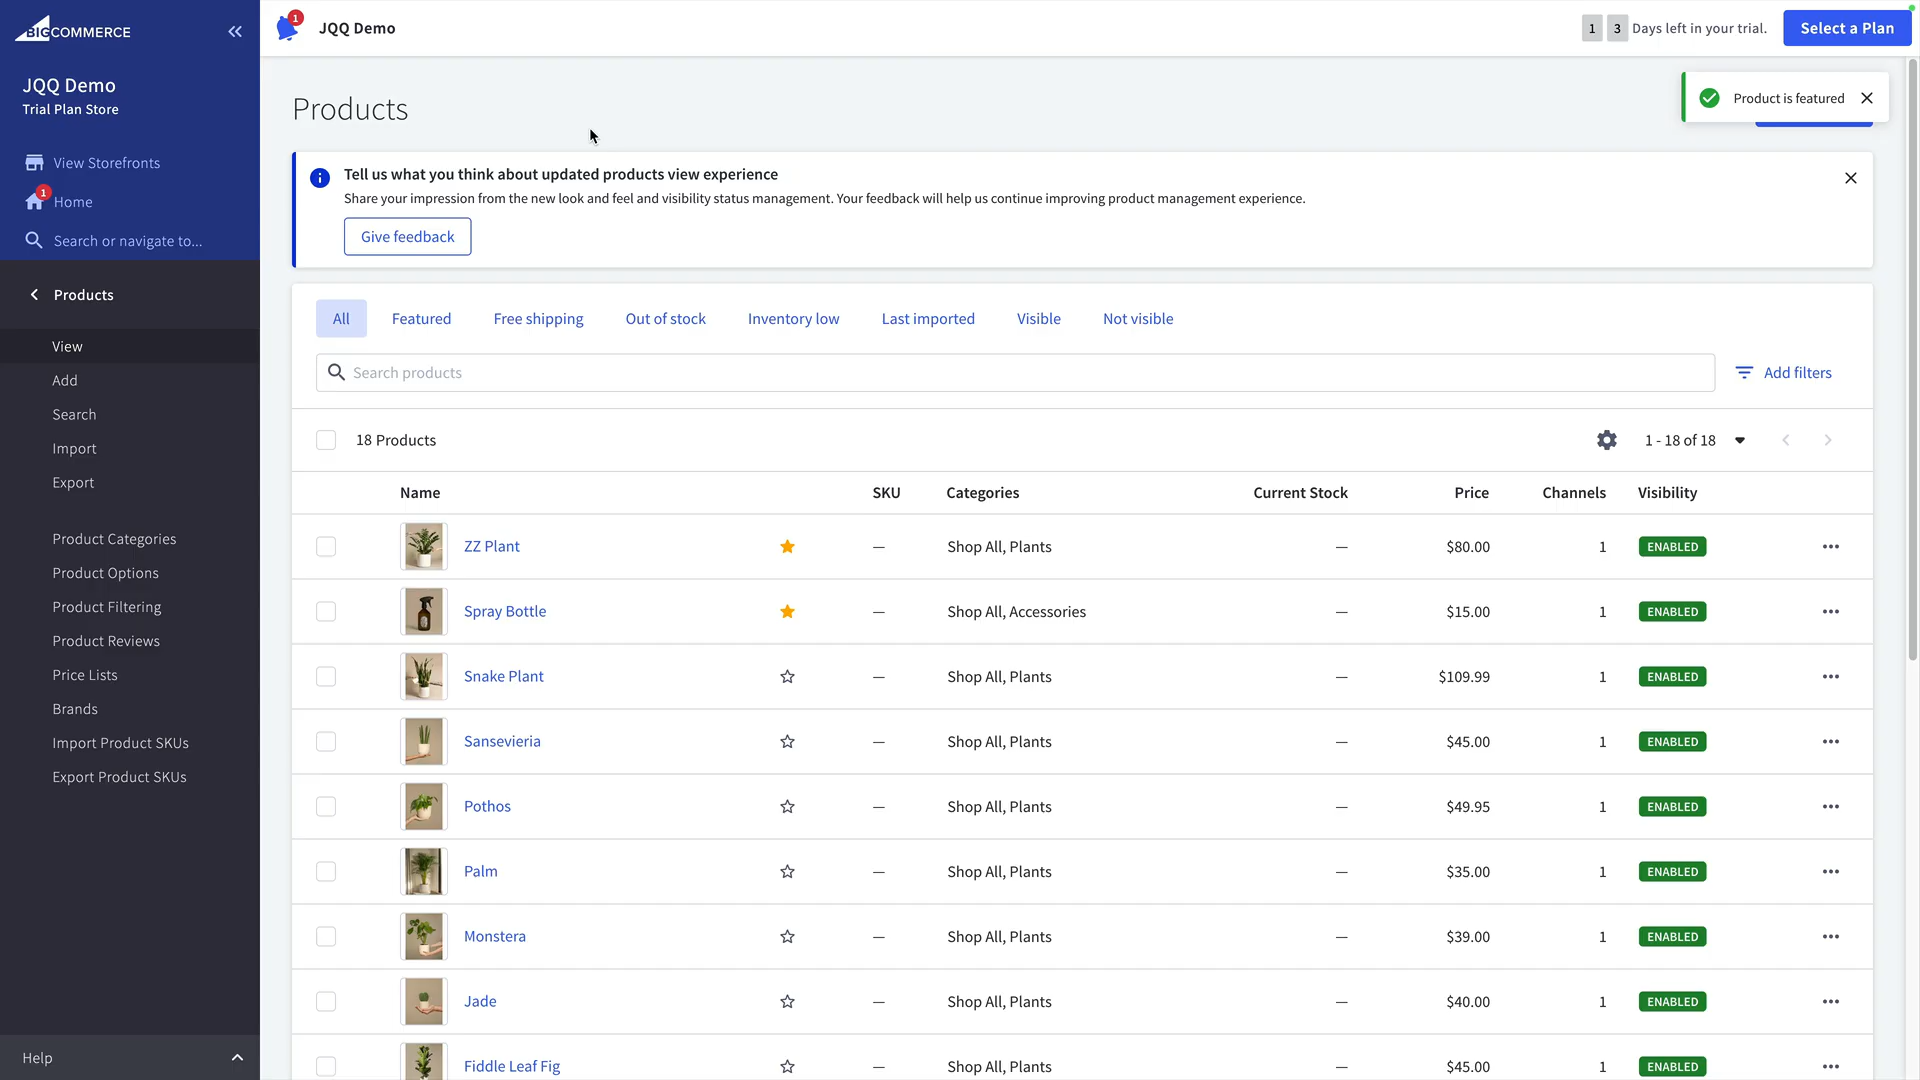 BIGCOMMERCE
1
JQQ Demo
1 3 Days left in your trial.
Select a Plan
JQQ Demo
Trial Plan Store
View Storefronts
1
Home
Search or navigate to...
Products
View
Add
Search
Import
Export
Product Categories
Product Options
Product Filtering
Product Reviews
Price Lists
Brands
Import Product SKUs
Export Product SKUs
Help
Products
Product is featured
Tell us what you think about updated products view experience
Share your impression from the new look and feel and visibility status management. Your feedback will help us continue improving product management experience.
Give feedback
All Featured Free shipping Out of stock Inventory low Last imported Visible Not visible
Search products
Add filters
18 Products
1 - 18 of 18
Name SKU Categories Current Stock Price Channels Visibility
ZZ Plant — Shop All, Plants — $80.00 1 ENABLED
Spray Bottle — Shop All, Accessories — $15.00 1 ENABLED
Snake Plant — Shop All, Plants — $109.99 1 ENABLED
Sansevieria — Shop All, Plants — $45.00 1 ENABLED
Pothos — Shop All, Plants — $49.95 1 ENABLED
Palm — Shop All, Plants — $35.00 1 ENABLED
Monstera — Shop All, Plants — $39.00 1 ENABLED
Jade — Shop All, Plants — $40.00 1 ENABLED
Fiddle Leaf Fig — Shop All, Plants — $45.00 1 ENABLED